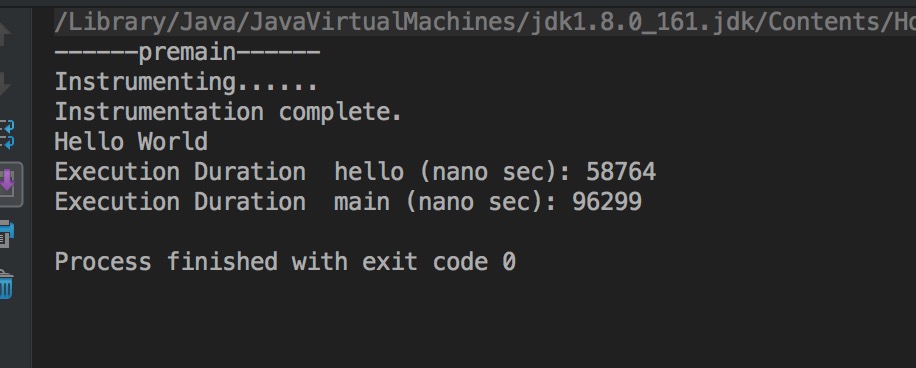 /Library/Java/JavaVirtualMachines/jdk1.8.0_161.jdk/Contents/Ho
------premain------
Instrumenting......
Instrumentation complete.
Hello World
Execution Duration  hello (nano sec): 58764
Execution Duration  main (nano sec): 96299
Process finished with exit code 0